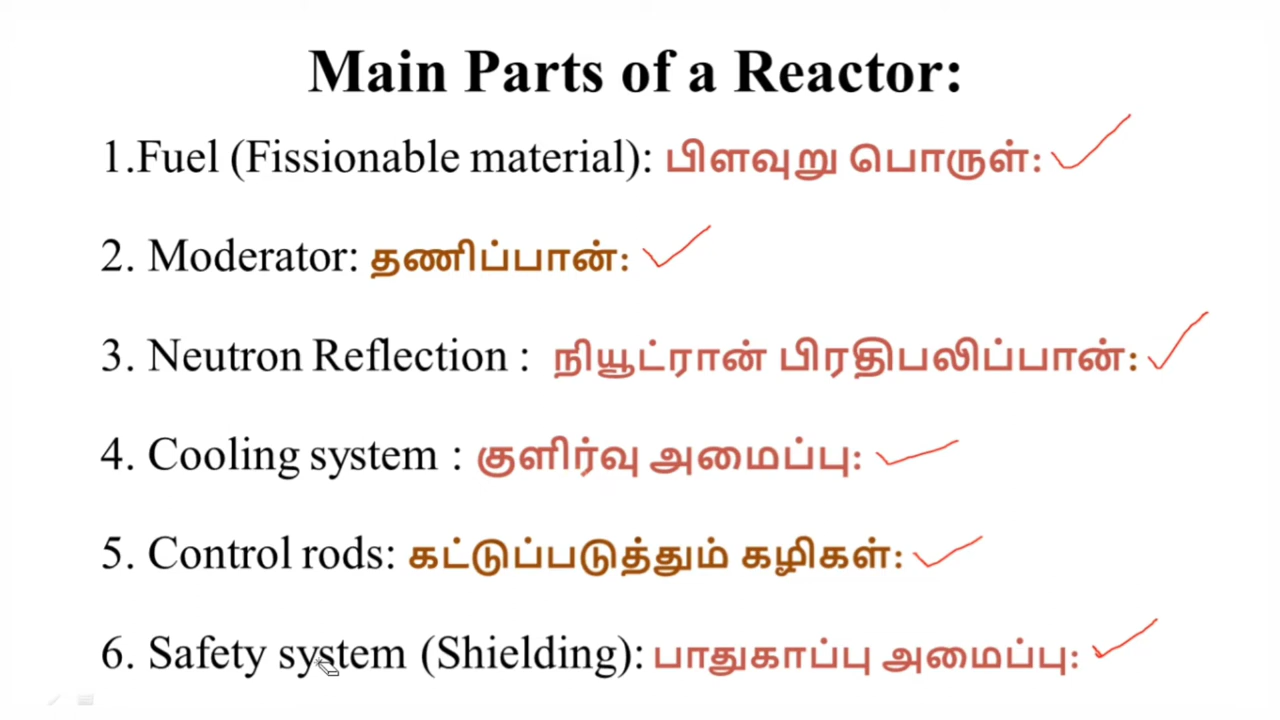 Main Parts of a Reactor:
1.Fuel (Fissionable material): பிளவுறு பொருள்:
2. Moderator: தணிப்பான்:
3. Neutron Reflection : நியூட்ரான் பிரதிபலிப்பான்:
4. Cooling system : குளிர்வு அமைப்பு:
5. Control rods: கட்டுப்படுத்தும் கழிகள்:
6. Safety system (Shielding): பாதுகாப்பு அமைப்பு: